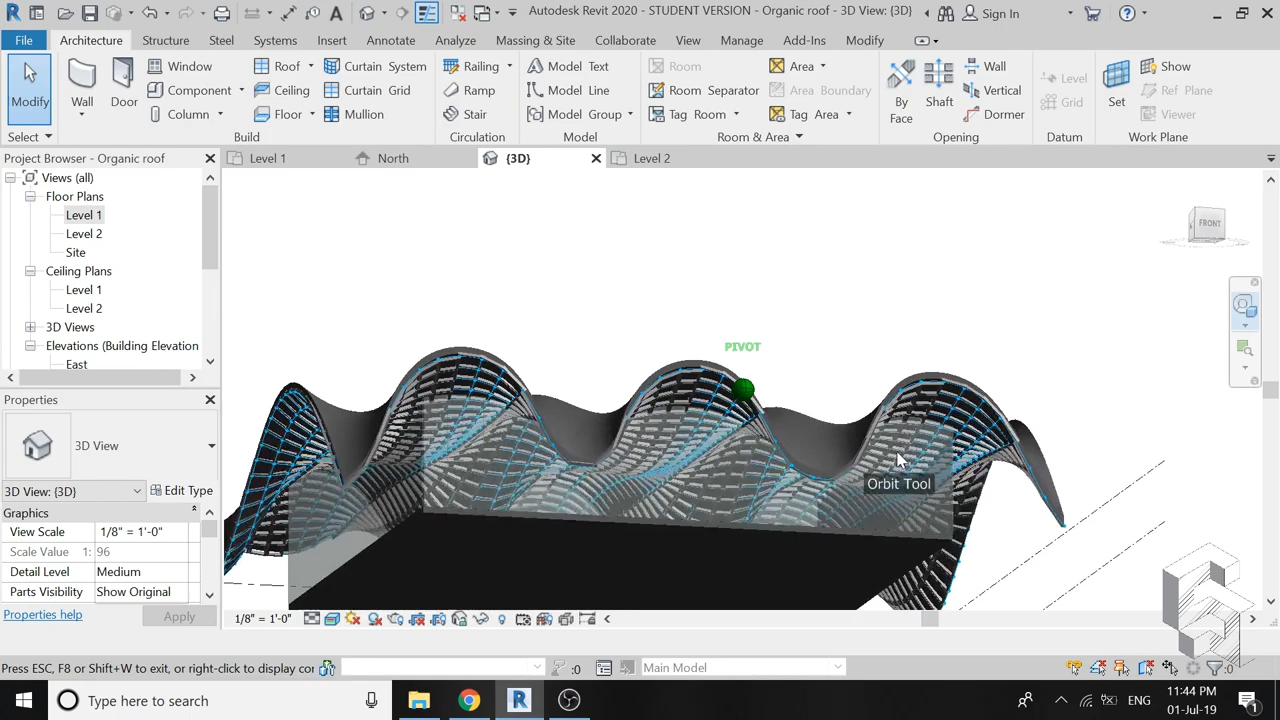 Autodesk Revit 2020 - STUDENT VERSION - Organic roof - 3D View: {3D}
Sign In
File Architecture Structure Steel Systems Insert Annotate Analyze Massing & Site Collaborate View Manage Add-Ins Modify
Modify
Wall
Door
Window
Component
Column
Roof
Ceiling
Floor
Curtain System
Curtain Grid
Mullion
Railing
Ramp
Stair
Model Text
Model Line
Model Group
Room
Room Separator
Tag Room
Area
Area Boundary
Tag Area
By
Face
Shaft
Wall
Vertical
Dormer
Level
Grid
Set
Show
Ref Plane
Viewer
Select Build Circulation Model Room & Area Opening Datum Work Plane
Project Browser - Organic roof
Level 1 North {3D} Level 2
Views (all)
Floor Plans
Level 1
Level 2
Site
Ceiling Plans
Level 1
Level 2
3D Views
Elevations (Building Elevation
East
Properties
3D View
3D View: {3D} Edit Type
Graphics
View Scale 1/8" = 1'-0"
Scale Value 1: 96
Detail Level Medium
Parts Visibility Show Original
Properties help Apply
FRONT
PIVOT
Orbit Tool
1/8" = 1'-0"
Press ESC, F8 or Shift+W to exit, or right-click to display cor
:0
Main Model
:0
Type here to search
ENG
11:44 PM
01-Jul-19
1